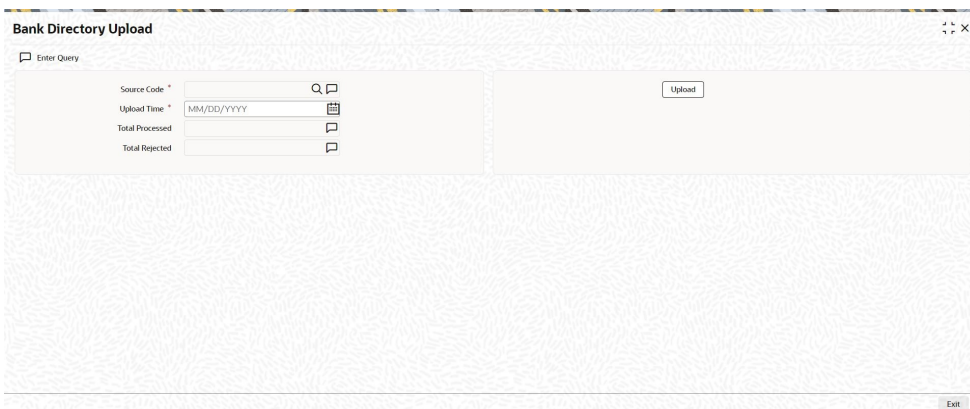 Bank Directory Upload
Enter Query
Source Code *
Upload
Upload Time * MM/DD/YYYY
Total Processed
Total Rejected
Exit